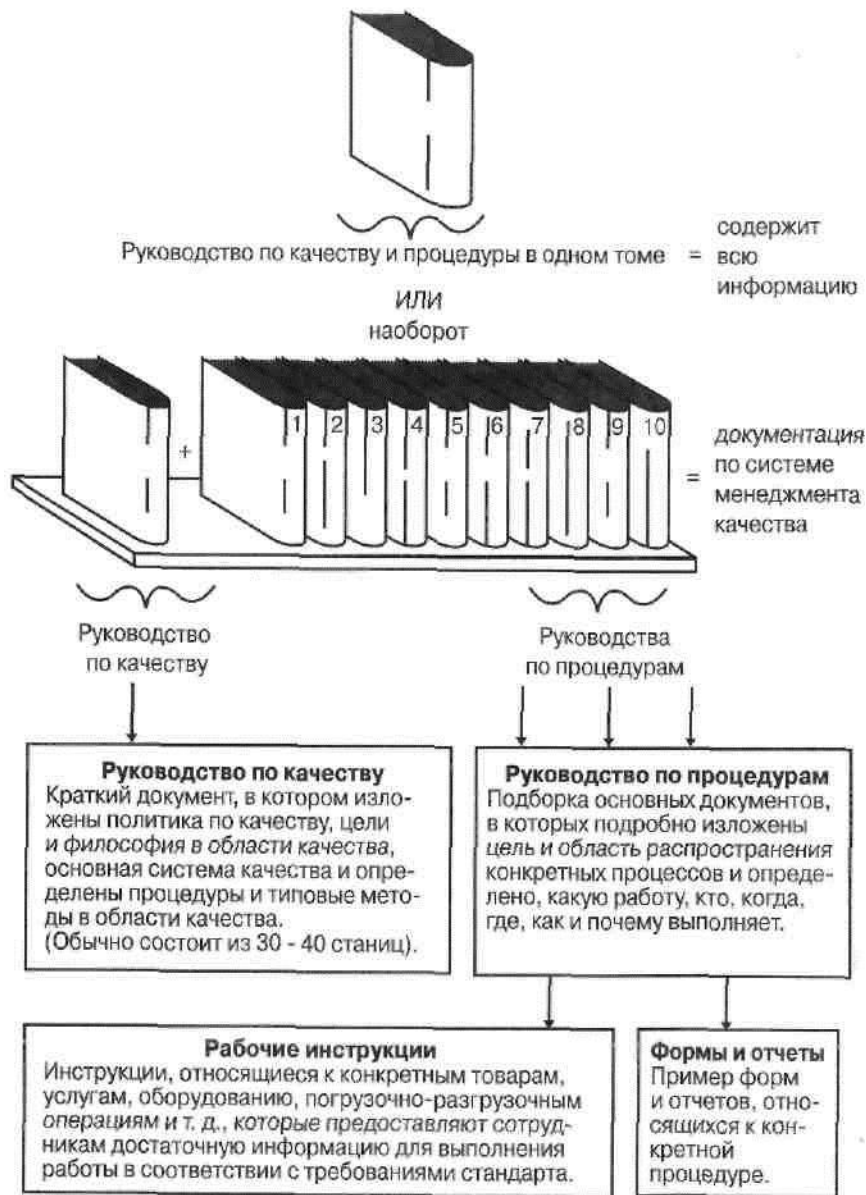 Руководство по качеству и процедуры в одном томе = содержит
всю
информацию
ИЛИ
наоборот
+
1 2 3 4 5 6 7 8 9 10
= документация
по системе
менеджмента
качества
Руководство
по качеству
Руководства
по процедурам
Руководство по качеству
Краткий документ, в котором изло-
жены политика по качеству, цели
и философия в области качества,
основная система качества и опре-
делены процедуры и типовые мето-
ды в области качества.
(Обычно состоит из 30 - 40 станиц).
Руководство по процедурам
Подборка основных документов,
в которых подробно изложены
цель и область распространения
конкретных процессов и опреде-
лено, какую работу, кто, когда,
где, как и почему выполняет.
Рабочие инструкции
Инструкции, относящиеся к конкретным товарам,
услугам, оборудованию, погрузочно-разгрузочным
операциям и т. д., которые предоставляют сотруд-
никам достаточную информацию для выполнения
работы в соответствии с требованиями стандарта.
Формы и отчеты
Пример форм
и отчетов, отно-
сящихся к кон-
кретной
процедуре.